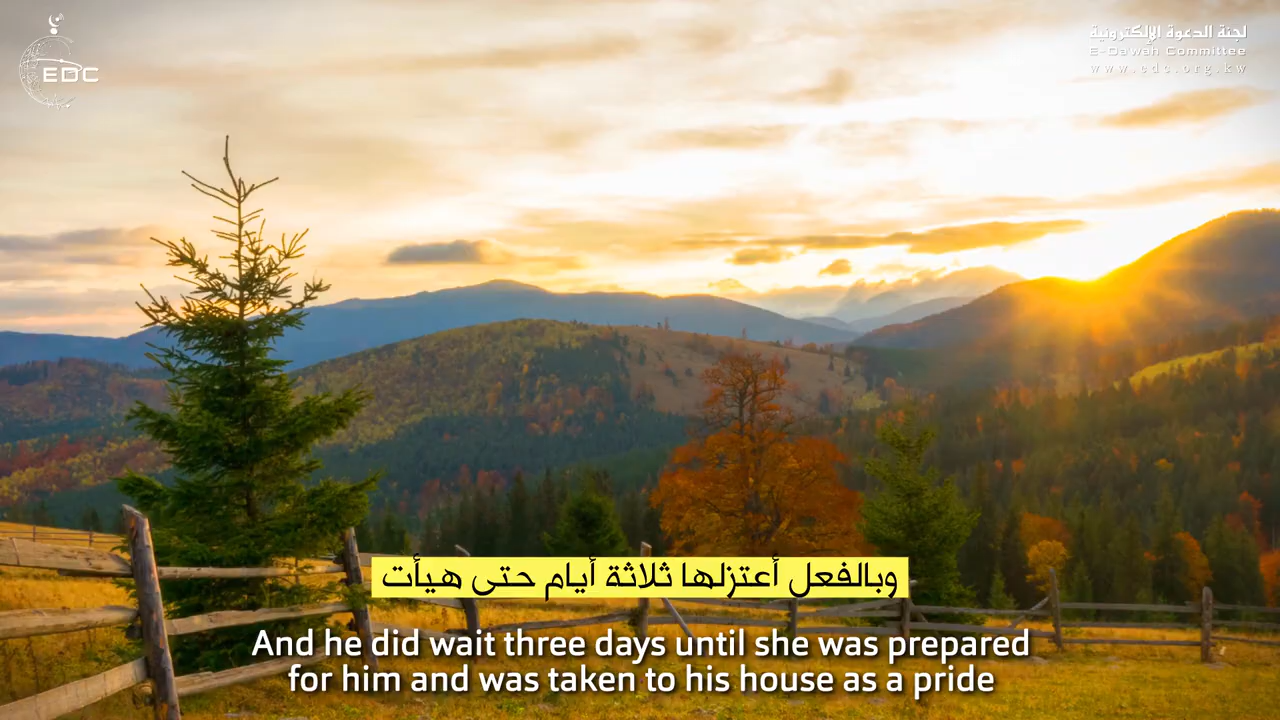 EDC
لجنة الدعوة الإلكترونية
E-Dawah Committee
www.edc.org.kw
وبالفعل أعتزلها ثلاثة أيام حتى هيأت
And he did wait three days until she was prepared
for him and was taken to his house as a pride